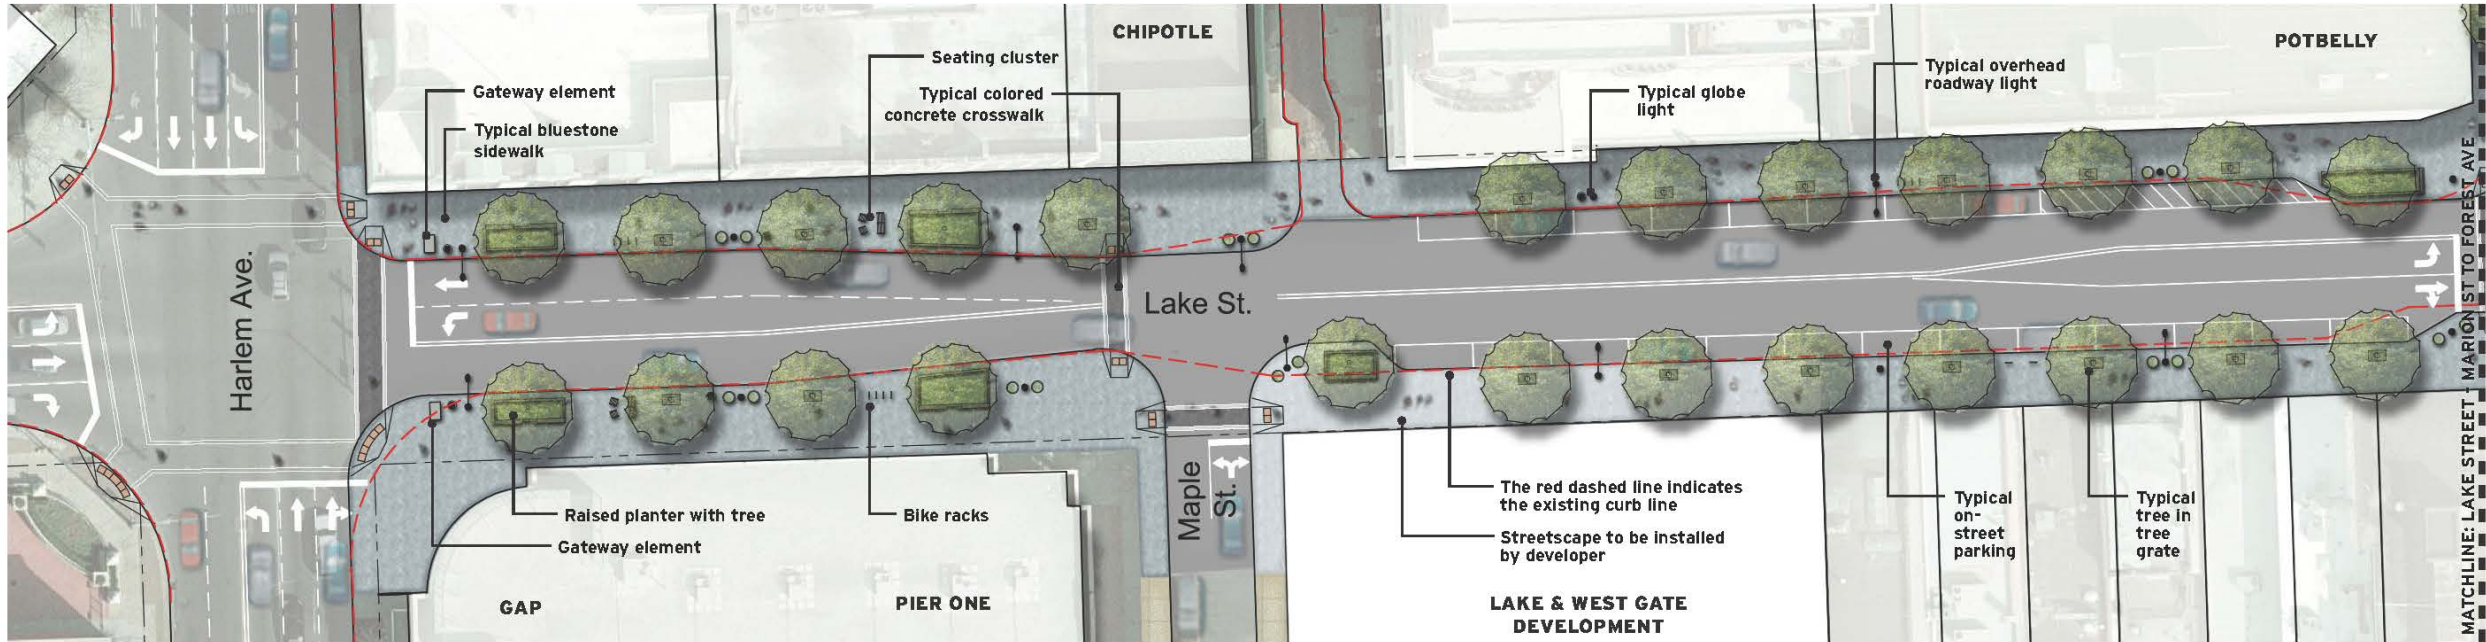 CHIPOTLE
POTBELLY
Seating cluster
Typical overhead
roadway light
Gateway element
Typical colored
concrete crosswalk
Typical globe
light
Typical bluestone
sidewalk
Harlem Ave.
Lake St.
Maple
St.
The red dashed line indicates
the existing curb line
Typical
on-
street
parking
Typical
tree in
tree
grate
Raised planter with tree
Bike racks
Gateway element
Streetscape to be installed
by developer
GAP
PIER ONE
LAKE & WEST GATE
DEVELOPMENT
MATCHLINE: LAKE STREET - MARION ST TO FOREST AVE